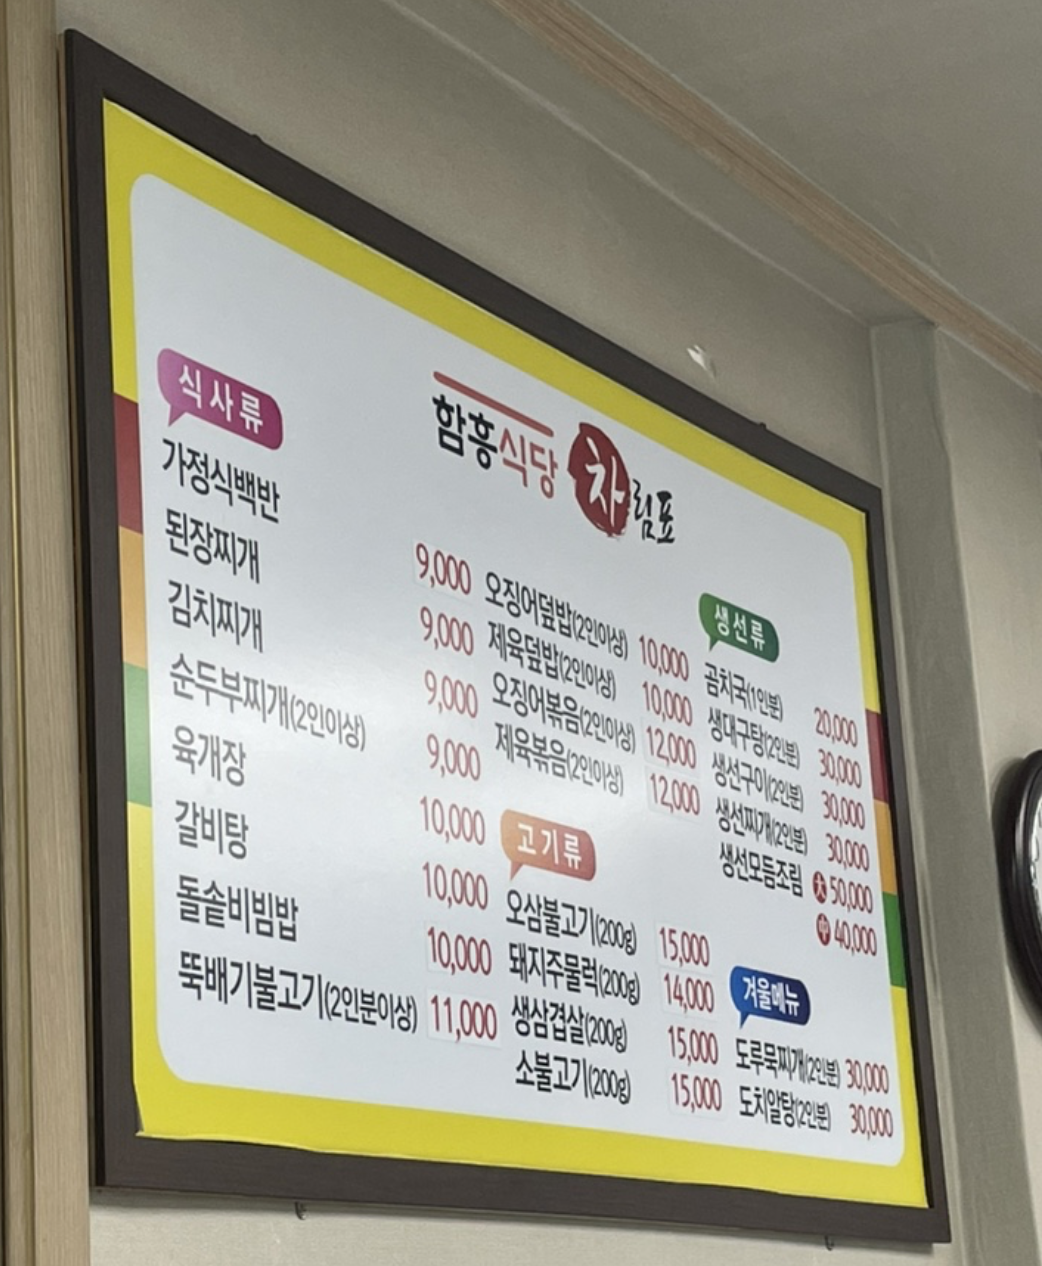 함흥식당 차림표
식사류
가정식백반 9,000
된장찌개 9,000
김치찌개 9,000
순두부찌개(2인이상) 9,000
육개장 10,000
갈비탕 10,000
돌솥비빔밥 10,000
뚝배기불고기(2인분이상) 11,000
오징어덮밥(2인이상) 10,000
제육덮밥(2인이상) 10,000
오징어볶음(2인이상) 12,000
제육볶음(2인이상) 12,000
고기류
오삼불고기(200g) 15,000
돼지주물럭(200g) 14,000
생삼겹살(200g) 15,000
소불고기(200g) 15,000
생선류
곰치국(1인분) 20,000
생대구탕(2인분) 30,000
생선구이(2인분) 30,000
생선찌개(2인분) 30,000
생선모듬조림 大 50,000
中 40,000
겨울메뉴
도루묵찌개(2인분) 30,000
도치알탕(2인분) 30,000